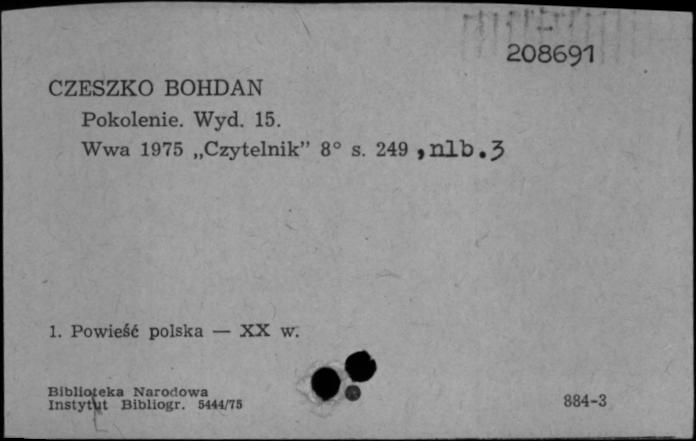 208691
CZESZKO BOHDAN
Pokolenie. Wyd. 15.
Wwa 1975 „Czytelnik” 8° s. 249 , nlb. 3
1. Powieść polska — XX w.
Biblioteka Narodowa
Instytut Bibliogr. 5444/75
884-3